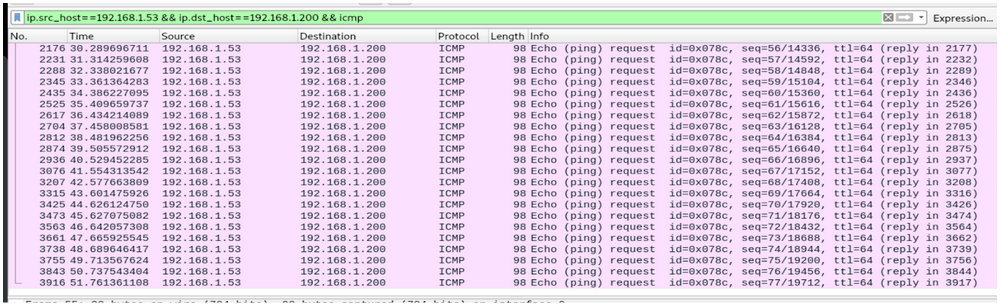 ip.src_host==192.168.1.53 && ip.dst_host==192.168.1.200 && icmp Expression...
No. Time Source Destination Protocol Length Info
2176 30.289696711 192.168.1.53 192.168.1.200 ICMP 98 Echo (ping) request id=0x078c, seq=56/14336, ttl=64 (reply in 2177)
2231 31.314259608 192.168.1.53 192.168.1.200 ICMP 98 Echo (ping) request id=0x078c, seq=57/14592, ttl=64 (reply in 2232)
2288 32.338021677 192.168.1.53 192.168.1.200 ICMP 98 Echo (ping) request id=0x078c, seq=58/14848, ttl=64 (reply in 2289)
2345 33.361364283 192.168.1.53 192.168.1.200 ICMP 98 Echo (ping) request id=0x078c, seq=59/15104, ttl=64 (reply in 2346)
2435 34.386227095 192.168.1.53 192.168.1.200 ICMP 98 Echo (ping) request id=0x078c, seq=60/15360, ttl=64 (reply in 2436)
2525 35.409659737 192.168.1.53 192.168.1.200 ICMP 98 Echo (ping) request id=0x078c, seq=61/15616, ttl=64 (reply in 2526)
2617 36.434214089 192.168.1.53 192.168.1.200 ICMP 98 Echo (ping) request id=0x078c, seq=62/15872, ttl=64 (reply in 2618)
2704 37.458008581 192.168.1.53 192.168.1.200 ICMP 98 Echo (ping) request id=0x078c, seq=63/16128, ttl=64 (reply in 2705)
2812 38.481962256 192.168.1.53 192.168.1.200 ICMP 98 Echo (ping) request id=0x078c, seq=64/16384, ttl=64 (reply in 2813)
2874 39.505572912 192.168.1.53 192.168.1.200 ICMP 98 Echo (ping) request id=0x078c, seq=65/16640, ttl=64 (reply in 2875)
2936 40.529452285 192.168.1.53 192.168.1.200 ICMP 98 Echo (ping) request id=0x078c, seq=66/16896, ttl=64 (reply in 2937)
3076 41.554313542 192.168.1.53 192.168.1.200 ICMP 98 Echo (ping) request id=0x078c, seq=67/17152, ttl=64 (reply in 3077)
3207 42.577663809 192.168.1.53 192.168.1.200 ICMP 98 Echo (ping) request id=0x078c, seq=68/17408, ttl=64 (reply in 3208)
3315 43.601475926 192.168.1.53 192.168.1.200 ICMP 98 Echo (ping) request id=0x078c, seq=69/17664, ttl=64 (reply in 3316)
3425 44.626124750 192.168.1.53 192.168.1.200 ICMP 98 Echo (ping) request id=0x078c, seq=70/17920, ttl=64 (reply in 3426)
3473 45.627075082 192.168.1.53 192.168.1.200 ICMP 98 Echo (ping) request id=0x078c, seq=71/18176, ttl=64 (reply in 3474)
3563 46.642057308 192.168.1.53 192.168.1.200 ICMP 98 Echo (ping) request id=0x078c, seq=72/18432, ttl=64 (reply in 3564)
3661 47.665925545 192.168.1.53 192.168.1.200 ICMP 98 Echo (ping) request id=0x078c, seq=73/18688, ttl=64 (reply in 3662)
3738 48.689646417 192.168.1.53 192.168.1.200 ICMP 98 Echo (ping) request id=0x078c, seq=74/18944, ttl=64 (reply in 3739)
3755 49.713567624 192.168.1.53 192.168.1.200 ICMP 98 Echo (ping) request id=0x078c, seq=75/19200, ttl=64 (reply in 3756)
3843 50.737543404 192.168.1.53 192.168.1.200 ICMP 98 Echo (ping) request id=0x078c, seq=76/19456, ttl=64 (reply in 3844)
3916 51.761361108 192.168.1.53 192.168.1.200 ICMP 98 Echo (ping) request id=0x078c, seq=77/19712, ttl=64 (reply in 3917)